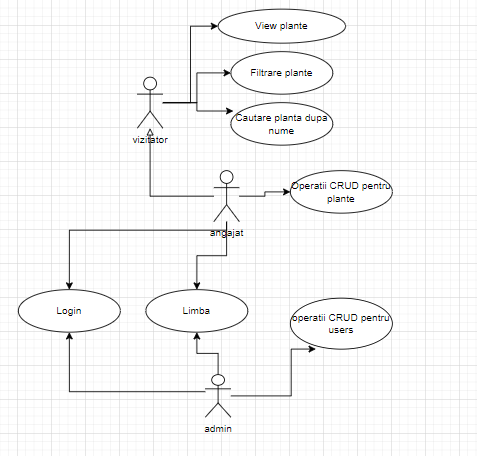 View plante
Filtrare plante
Cautare planta dupa
nume
vizitator
Operatii CRUD pentru
plante
angajat
Login
Limba
operatii CRUD pentru
users
admin